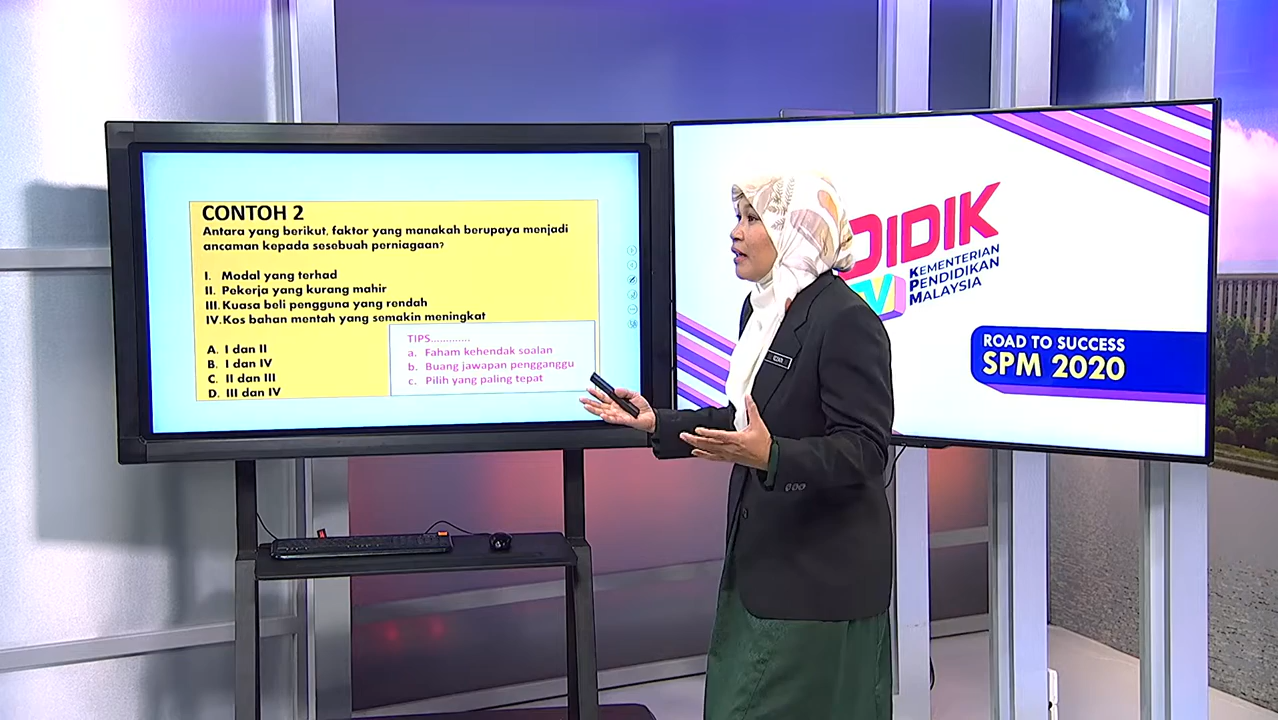 CONTOH 2
Antara yang berikut, faktor yang manakah berupaya menjadi
ancaman kepada sesebuah perniagaan?
I. Modal yang terhad
II. Pekerja yang kurang mahir
III. Kuasa beli pengguna yang rendah
IV. Kos bahan mentah yang semakin meningkat
A. I dan II
B. I dan IV
C. II dan III
D. III dan IV
TIPS.............
a. Faham kehendak soalan
b. Buang jawapan pengganggu
c. Pilih yang paling tepat
DIDIK
TV
KEMENTERIAN
PENDIDIKAN
MALAYSIA
ROAD TO SUCCESS
SPM 2020